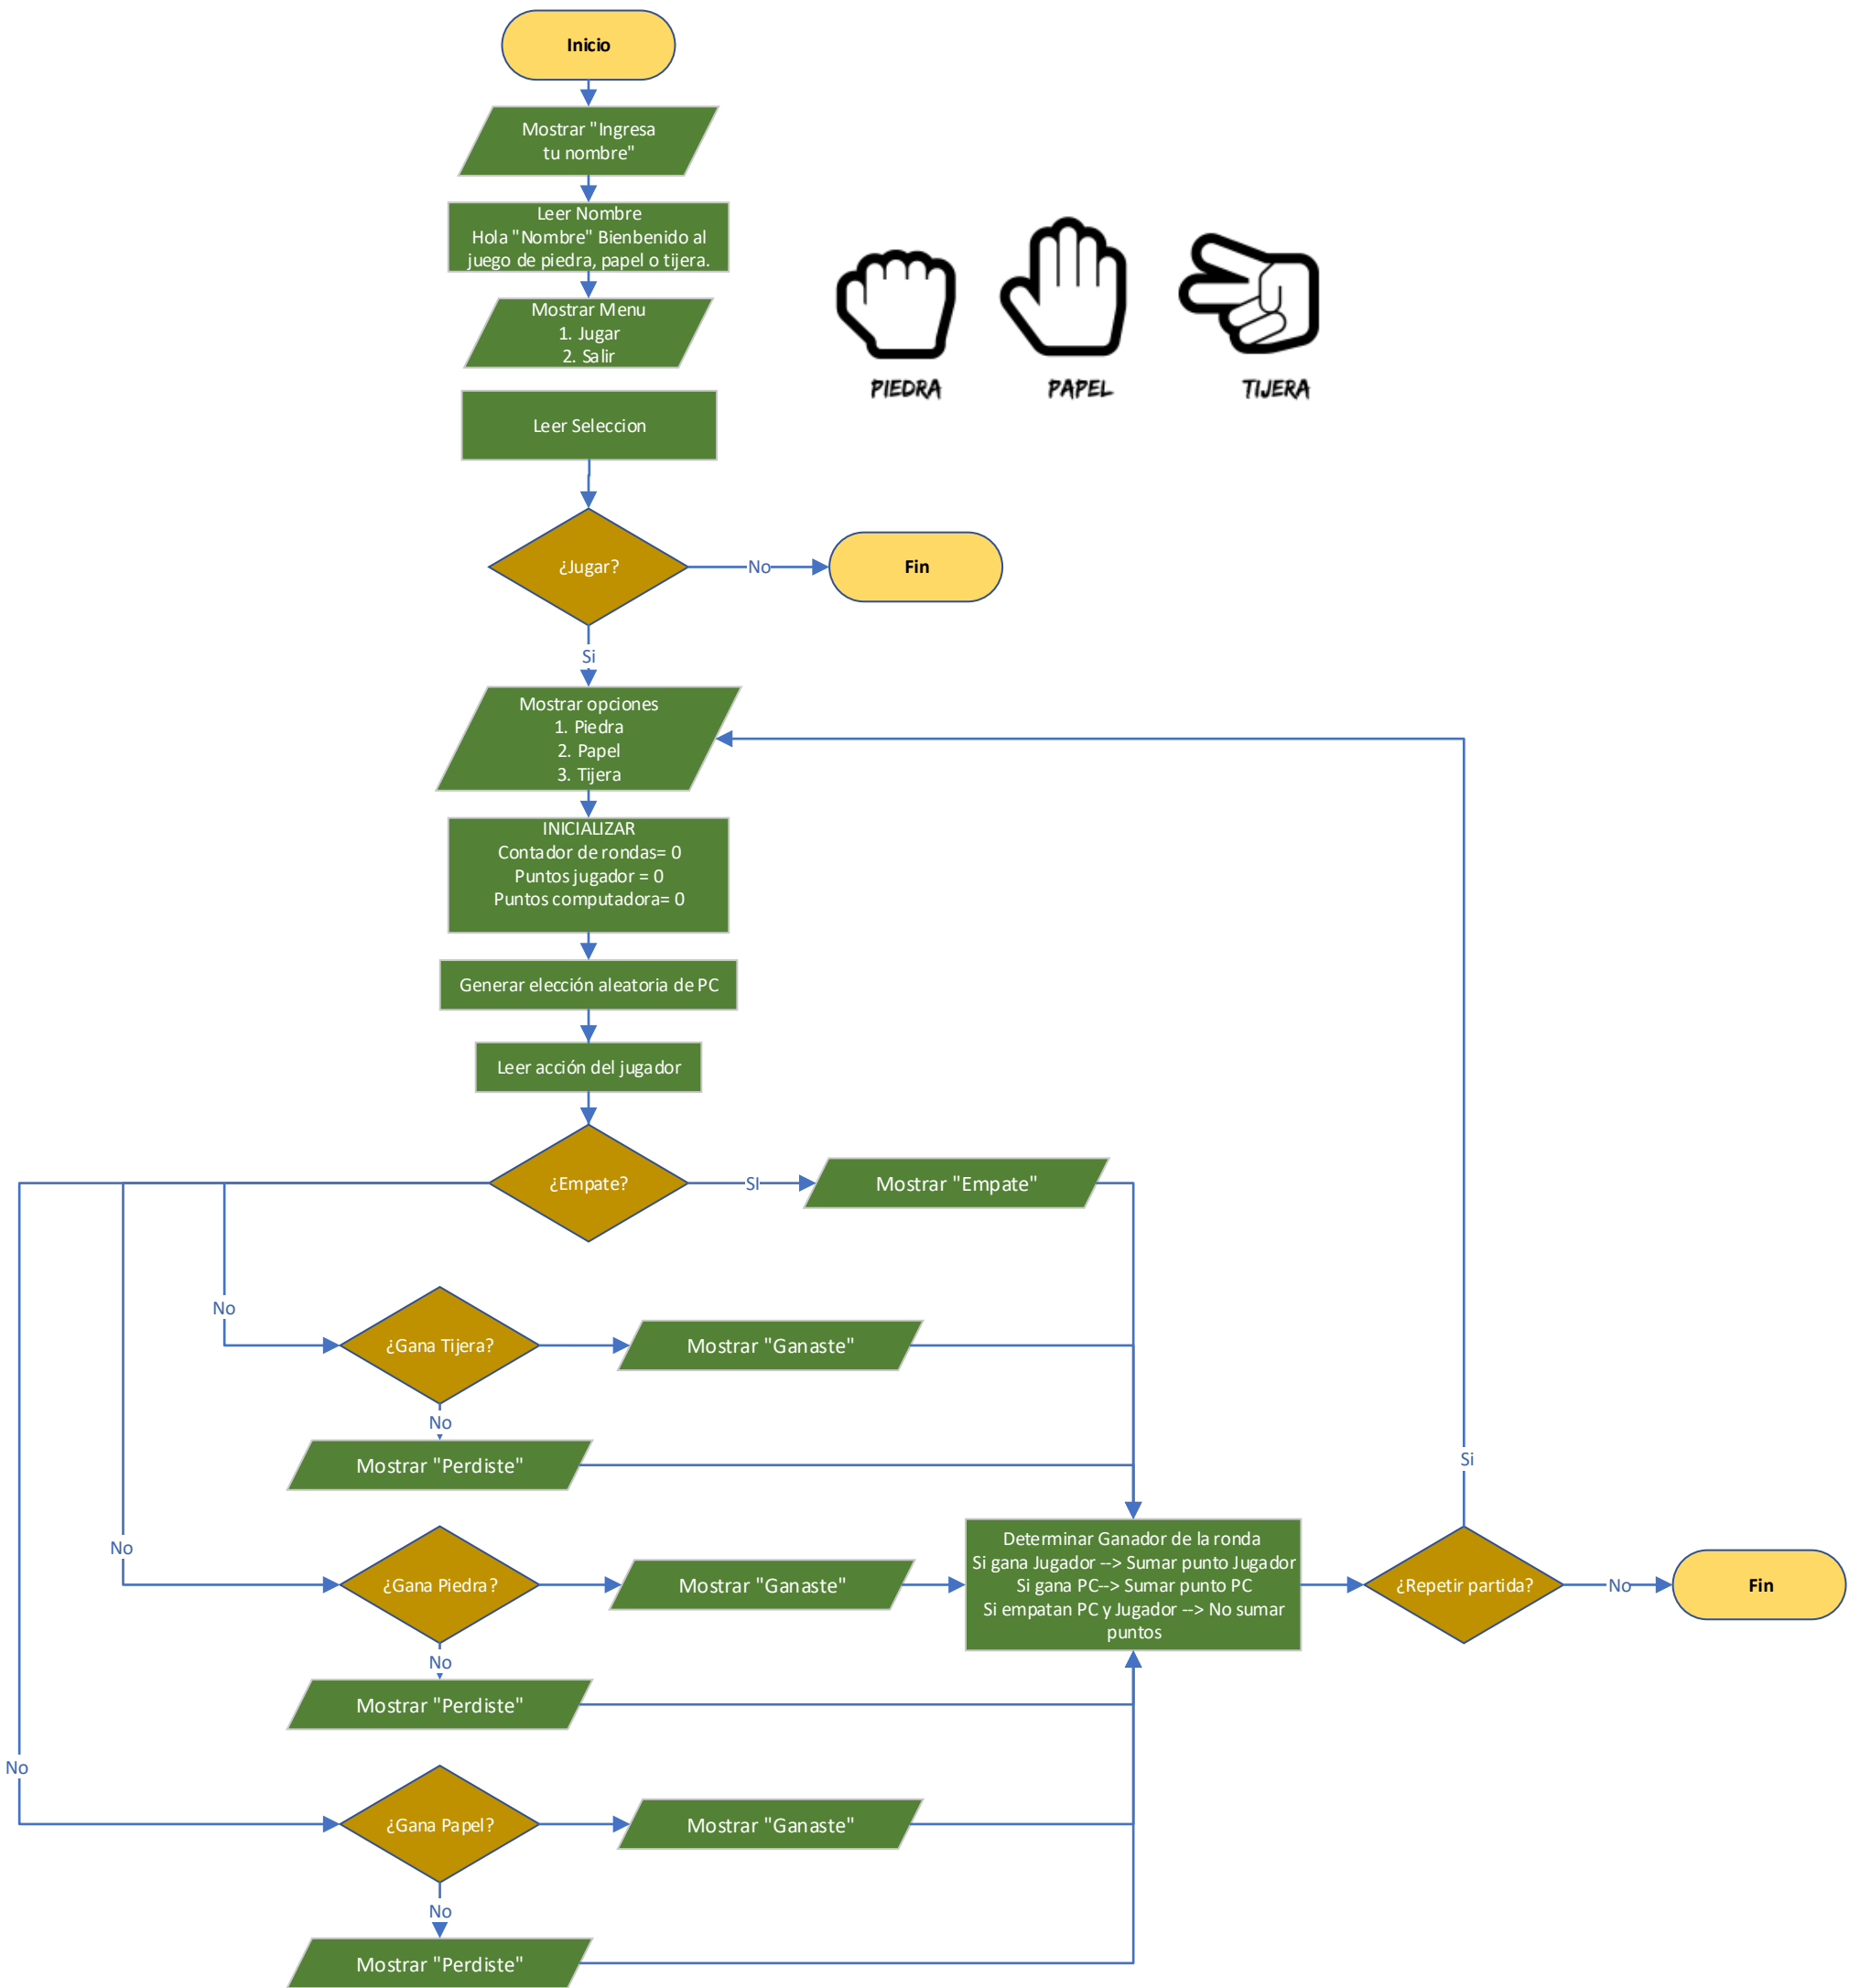 Inicio
Mostrar "Ingresa
tu nombre"
Leer Nombre
Hola "Nombre" Bienbenido al
juego de piedra, papel o tijera.
Mostrar Menu
1. Jugar
2. Salir
PIEDRA
PAPEL
TIJERA
Leer Seleccion
¿Jugar?
No
Fin
Si
Mostrar opciones
1. Piedra
2. Papel
3. Tijera
INICIALIZAR
Contador de rondas= 0
Puntos jugador = 0
Puntos computadora= 0
Generar elección aleatoria de PC
Leer acción del jugador
¿Empate?
SI
Mostrar "Empate"
No
¿Gana Tijera?
Mostrar "Ganaste"
No
Mostrar "Perdiste"
Si
No
¿Gana Piedra?
Mostrar "Ganaste"
Determinar Ganador de la ronda
Si gana Jugador --> Sumar punto Jugador
Si gana PC--> Sumar punto PC
Si empatan PC y Jugador --> No sumar
puntos
¿Repetir partida?
No
Fin
No
Mostrar "Perdiste"
No
¿Gana Papel?
Mostrar "Ganaste"
No
Mostrar "Perdiste"